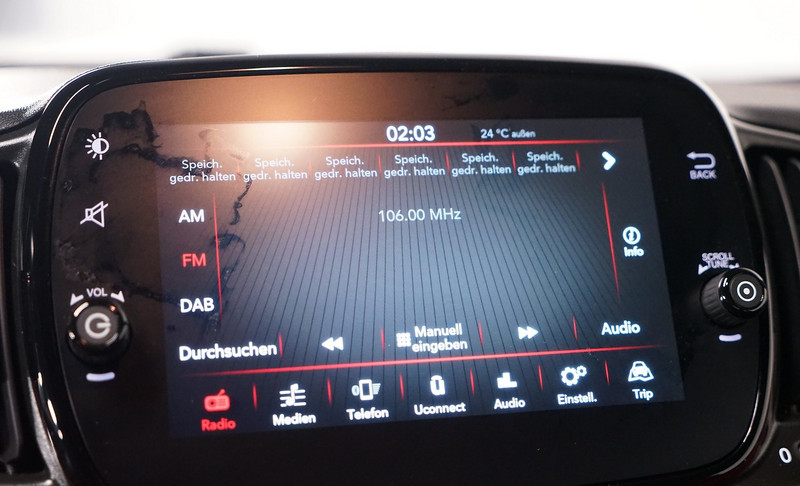 02:03
24 °C außen
Speich.
gedr. halten
Speich.
gedr. halten
Speich.
gedr. halten
Speich.
gedr. halten
Speich.
gedr. halten
Speich.
gedr. halten
BACK
AM
106.00 MHz
FM
Info
SCROLL
TUNE
VOL
DAB
Durchsuchen
Manuell
eingeben
Audio
Radio
Medien
Telefon
Uconnect
Audio
Einstell.
Trip
0